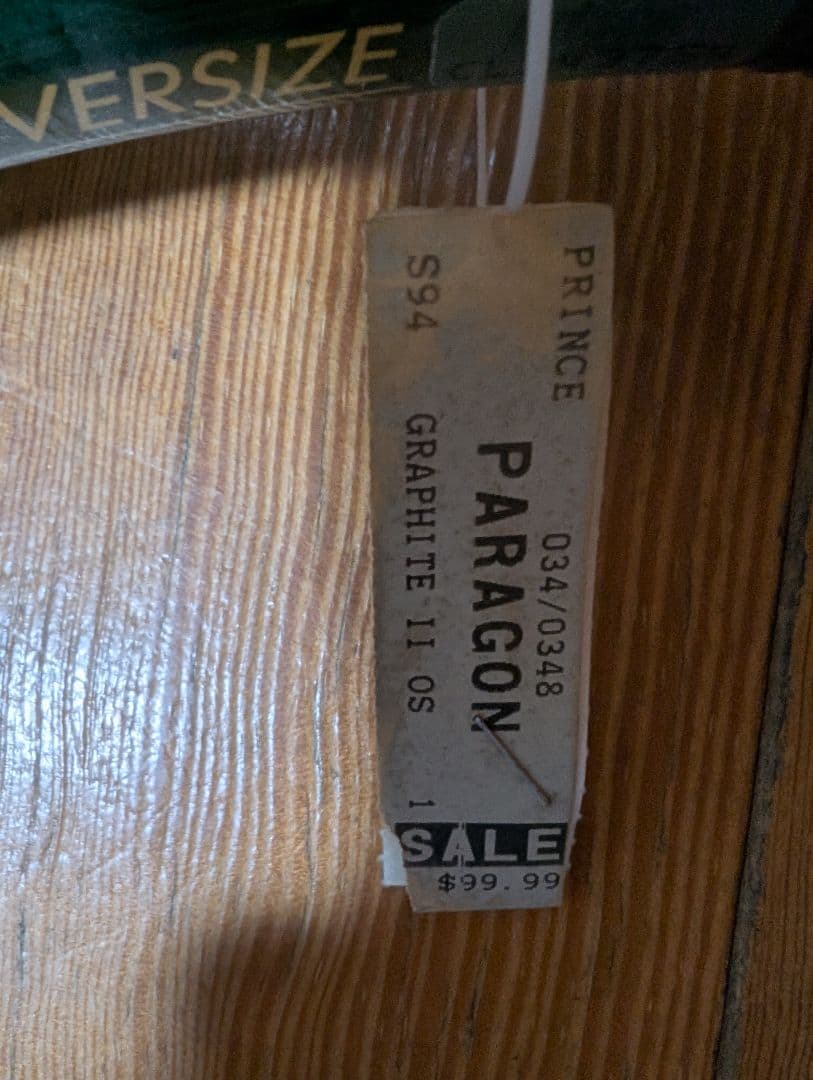 VERSIZE
PRINCE
034/0348
PARAGON
S94 GRAPHITE II OS 1
SALE
$99.99